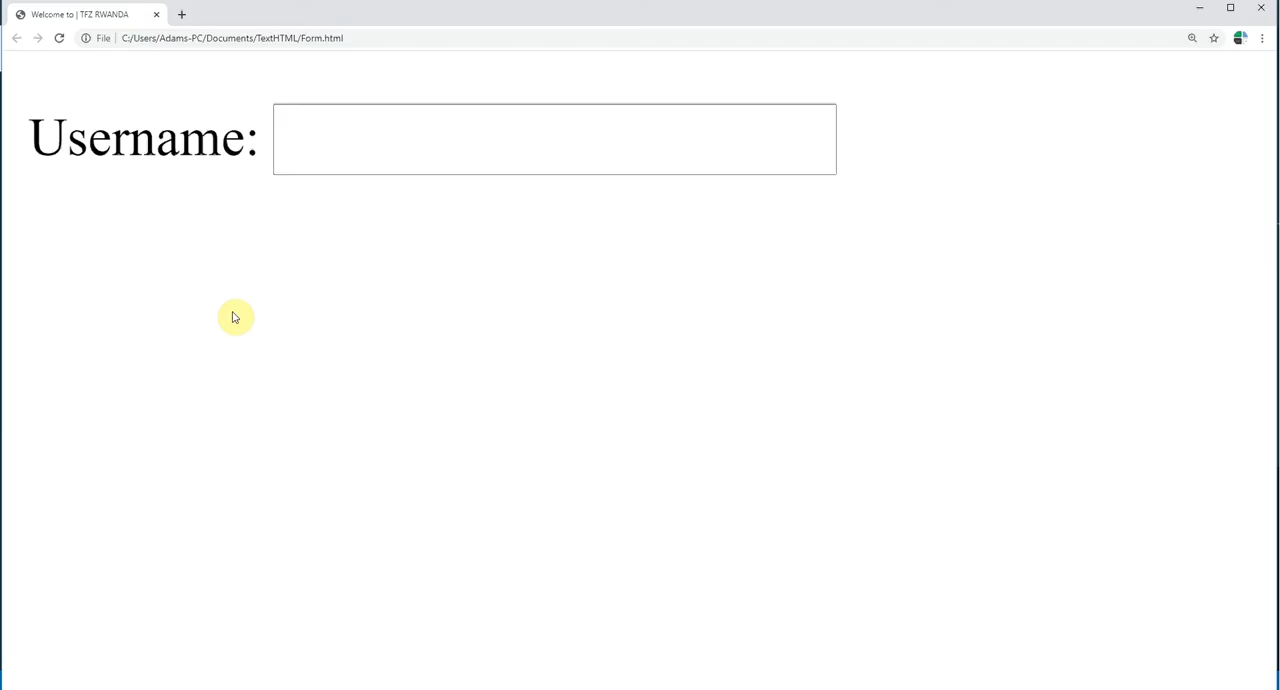 Welcome to | TFZ RWANDA
File
C:/Users/Adams-PC/Documents/TextHTML/Form.html
Username: